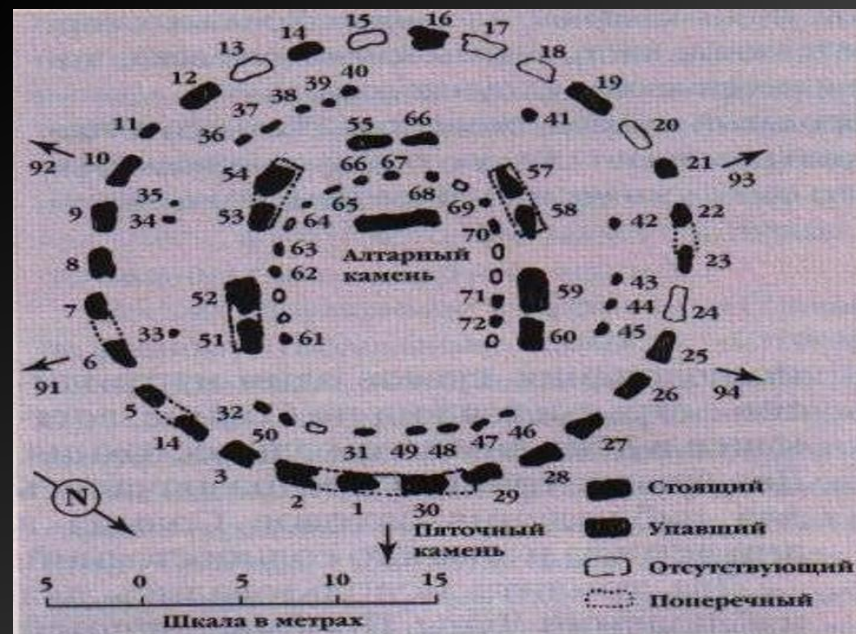 15 16
14 17
13 18
12 39 40 19
38
11 37 41 20
36 55 66
10 66 67 57 21
92 54 93
35 65 68 58 22
9 34 53 64 69 42
70
63 Алтарный 23
8 62 камень 43
52 71 59 44 24
7 33 51 72 60 45
6 61 25
91 94
5 32 26
50 46
14 31 49 48 47 27
3 28
2 1 30 29
N
Стоящий
Пяточный
камень
Упавший
Отсутствующий
Поперечный
5 0 5 10 15
Шкала в метрах